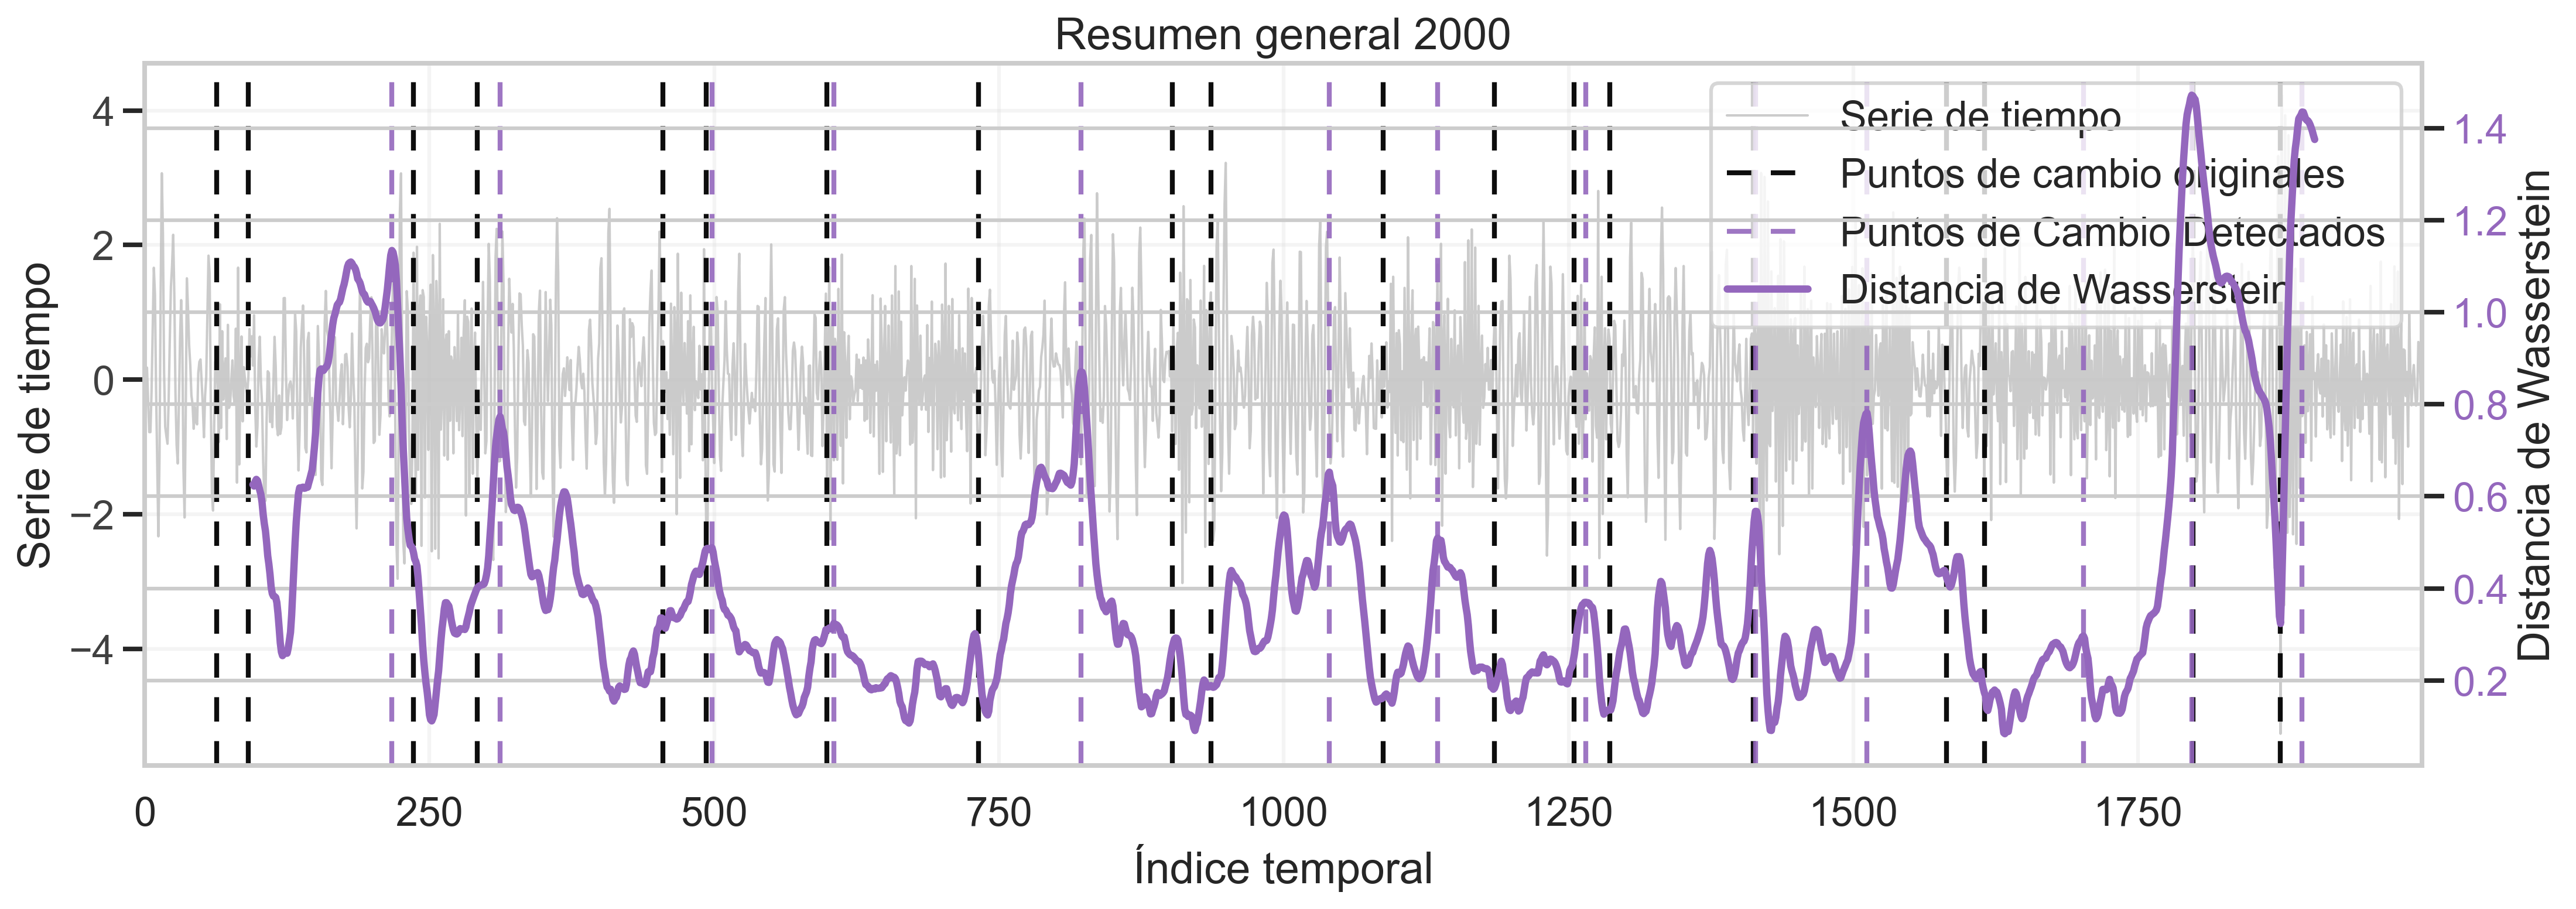 Resumen general 2000
Serie de tiempo
4
2
0
−2
−4
Serie de tiempo
Puntos de cambio originales
Puntos de Cambio Detectados
Distancia de Wasserstein
1.4
1.2
1.0
0.8
0.6
0.4
0.2
Distancia de Wasserstein
0 250 500 750 1000 1250 1500 1750
Índice temporal